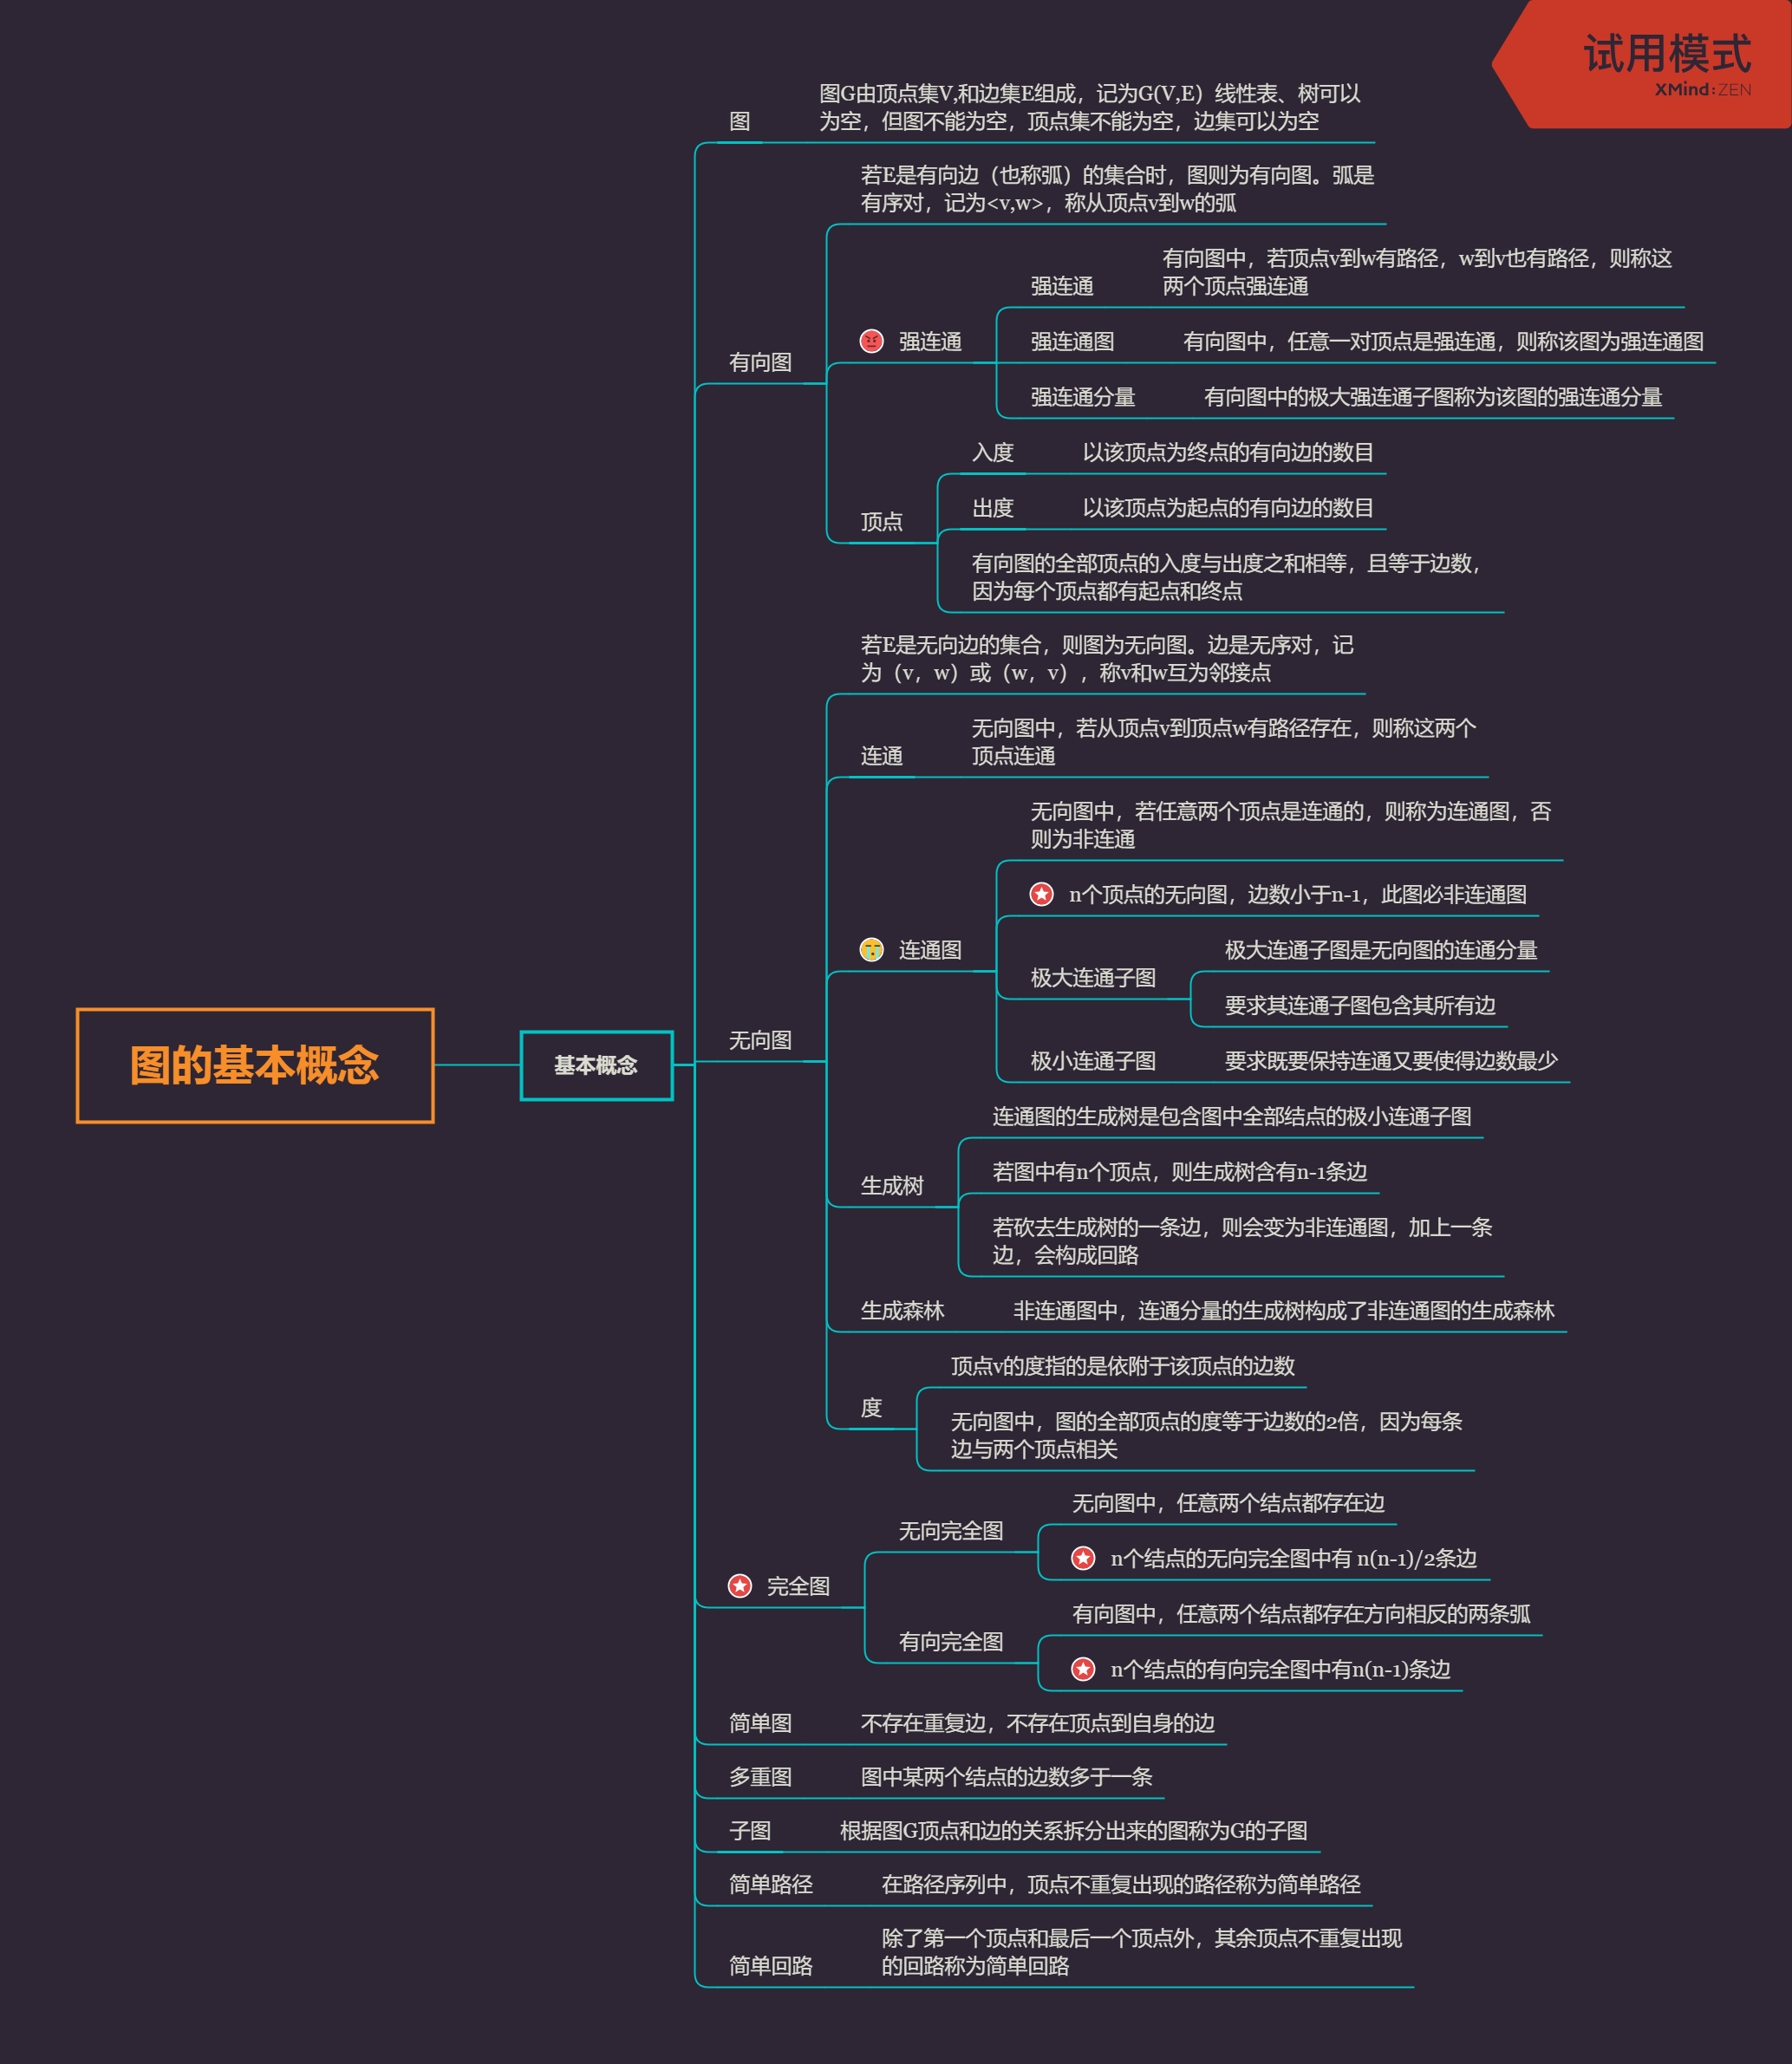 试用模式
XMind:ZEN
图的基本概念
基本概念
图
图G由顶点集V,和边集E组成，记为G(V,E）线性表、树可以
为空，但图不能为空，顶点集不能为空，边集可以为空
有向图
若E是有向边（也称弧）的集合时，图则为有向图。弧是
有序对，记为<v,w>，称从顶点v到w的弧
强连通
强连通
有向图中，若顶点v到w有路径，w到v也有路径，则称这
两个顶点强连通
强连通图
有向图中，任意一对顶点是强连通，则称该图为强连通图
强连通分量
有向图中的极大强连通子图称为该图的强连通分量
顶点
入度
以该顶点为终点的有向边的数目
出度
以该顶点为起点的有向边的数目
有向图的全部顶点的入度与出度之和相等，且等于边数，
因为每个顶点都有起点和终点
无向图
若E是无向边的集合，则图为无向图。边是无序对，记
为（v，w）或（w，v），称v和w互为邻接点
连通
无向图中，若从顶点v到顶点w有路径存在，则称这两个
顶点连通
连通图
无向图中，若任意两个顶点是连通的，则称为连通图，否
则为非连通
n个顶点的无向图，边数小于n-1，此图必非连通图
极大连通子图
极大连通子图是无向图的连通分量
要求其连通子图包含其所有边
极小连通子图
要求既要保持连通又要使得边数最少
生成树
连通图的生成树是包含图中全部结点的极小连通子图
若图中有n个顶点，则生成树含有n-1条边
若砍去生成树的一条边，则会变为非连通图，加上一条
边，会构成回路
生成森林
非连通图中，连通分量的生成树构成了非连通图的生成森林
度
顶点v的度指的是依附于该顶点的边数
无向图中，图的全部顶点的度等于边数的2倍，因为每条
边与两个顶点相关
完全图
无向完全图
无向图中，任意两个结点都存在边
n个结点的无向完全图中有 n(n-1)/2条边
有向完全图
有向图中，任意两个结点都存在方向相反的两条弧
n个结点的有向完全图中有n(n-1)条边
简单图
不存在重复边，不存在顶点到自身的边
多重图
图中某两个结点的边数多于一条
子图
根据图G顶点和边的关系拆分出来的图称为G的子图
简单路径
在路径序列中，顶点不重复出现的路径称为简单路径
简单回路
除了第一个顶点和最后一个顶点外，其余顶点不重复出现
的回路称为简单回路